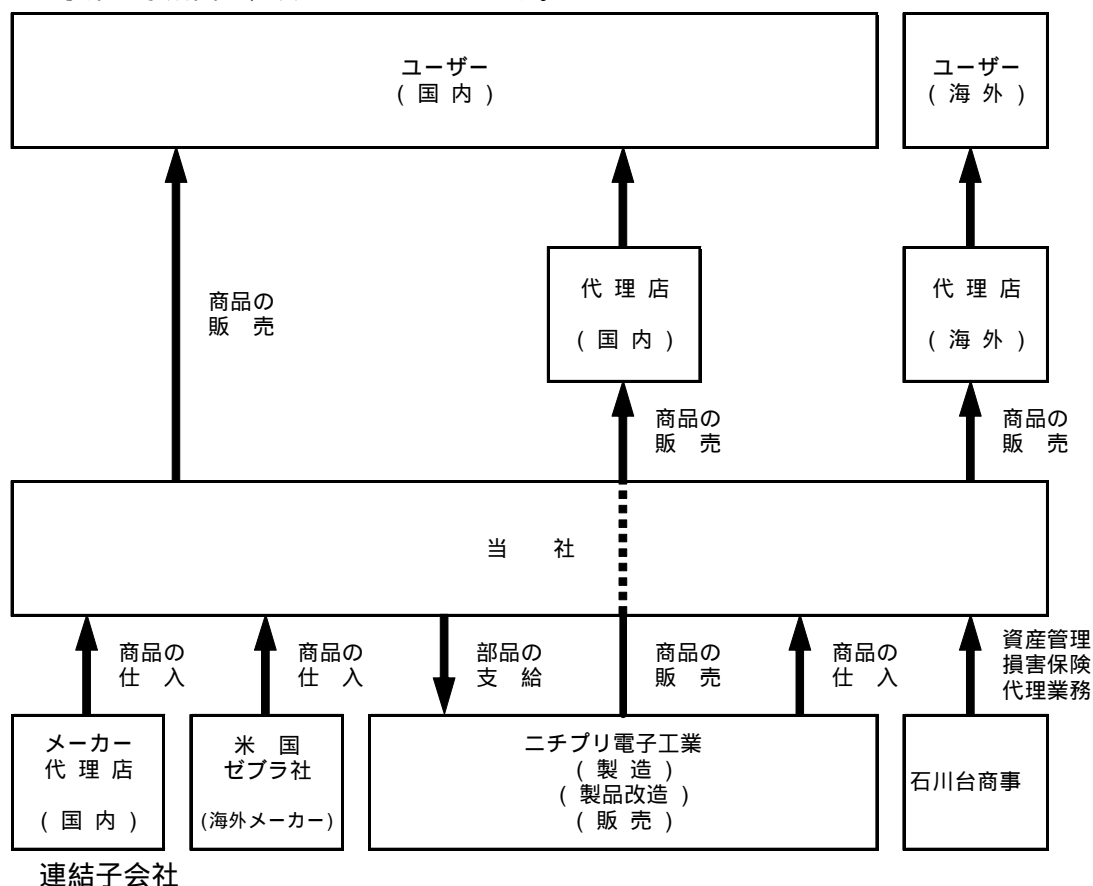 ユーザー
( 国 内 )
ユーザー
( 海 外 )
商品の
販 売
代 理 店
( 国 内 )
代 理 店
( 海 外 )
商品の
販 売
商品の
販 売
当 社
商品の
仕 入
商品の
仕 入
部品の
支 給
商品の
販 売
商品の
仕 入
資産管理
損害保険
代理業務
メーカー
代 理 店
( 国 内 )
米 国
ゼブラ社
(海外メーカー)
ニチプリ電子工業
( 製 造 )
( 製品改造 )
( 販 売 )
石川台商事
連結子会社